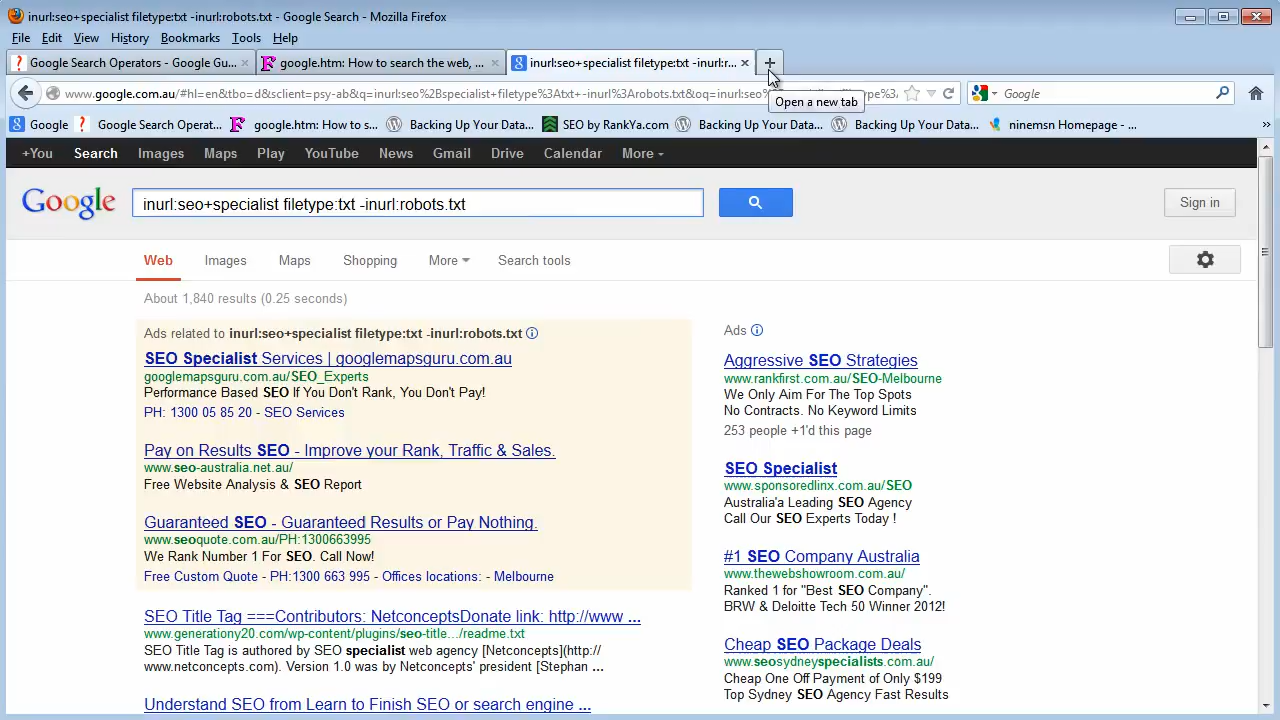 inurl:seo+specialist filetype:txt -inurl:robots.txt - Google Search - Mozilla Firefox
File Edit View History Bookmarks Tools Help
Google Search Operators - Google Gu...
google.htm: How to search the web, ...
inurl:seo+specialist filetype:txt -inurl:r...
Google
Open a new tab
Google
Google Search Operat...
google.htm: How to s...
Backing Up Your Data...
SEO by RankYa.com
Backing Up Your Data...
Backing Up Your Data...
ninemsn Homepage - ...
+You Search Images Maps Play YouTube News Gmail Drive Calendar More
Google
inurl:seo+specialist filetype:txt -inurl:robots.txt
Sign in
Web Images Maps Shopping More Search tools
About 1,840 results (0.25 seconds)
Ads related to inurl:seo+specialist filetype:txt -inurl:robots.txt
SEO Specialist Services | googlemapsguru.com.au
googlemapsguru.com.au/SEO_Experts
Performance Based SEO If You Don't Rank, You Don't Pay!
PH: 1300 05 85 20 - SEO Services
Pay on Results SEO - Improve your Rank, Traffic & Sales.
www.seo-australia.net.au/
Free Website Analysis & SEO Report
Guaranteed SEO - Guaranteed Results or Pay Nothing.
www.seoquote.com.au/PH:1300663995
We Rank Number 1 For SEO. Call Now!
Free Custom Quote - PH:1300 663 995 - Offices locations: - Melbourne
SEO Title Tag ===Contributors: NetconceptsDonate link: http://www ...
www.generationy20.com/wp-content/plugins/seo-title.../readme.txt
SEO Title Tag is authored by SEO specialist web agency [Netconcepts](http://
www.netconcepts.com). Version 1.0 was by Netconcepts' president [Stephan ...
Understand SEO from Learn to Finish SEO or search engine ...
Ads
Aggressive SEO Strategies
www.rankfirst.com.au/SEO-Melbourne
We Only Aim For The Top Spots
No Contracts. No Keyword Limits
253 people +1'd this page
SEO Specialist
www.sponsoredlinx.com.au/SEO
Australia'a Leading SEO Agency
Call Our SEO Experts Today !
#1 SEO Company Australia
www.thewebshowroom.com.au/
Ranked 1 for "Best SEO Company".
BRW & Deloitte Tech 50 Winner 2012!
Cheap SEO Package Deals
www.seosydneyspecialists.com.au/
Cheap One Off Payment of Only $199
Top Sydney SEO Agency Fast Results